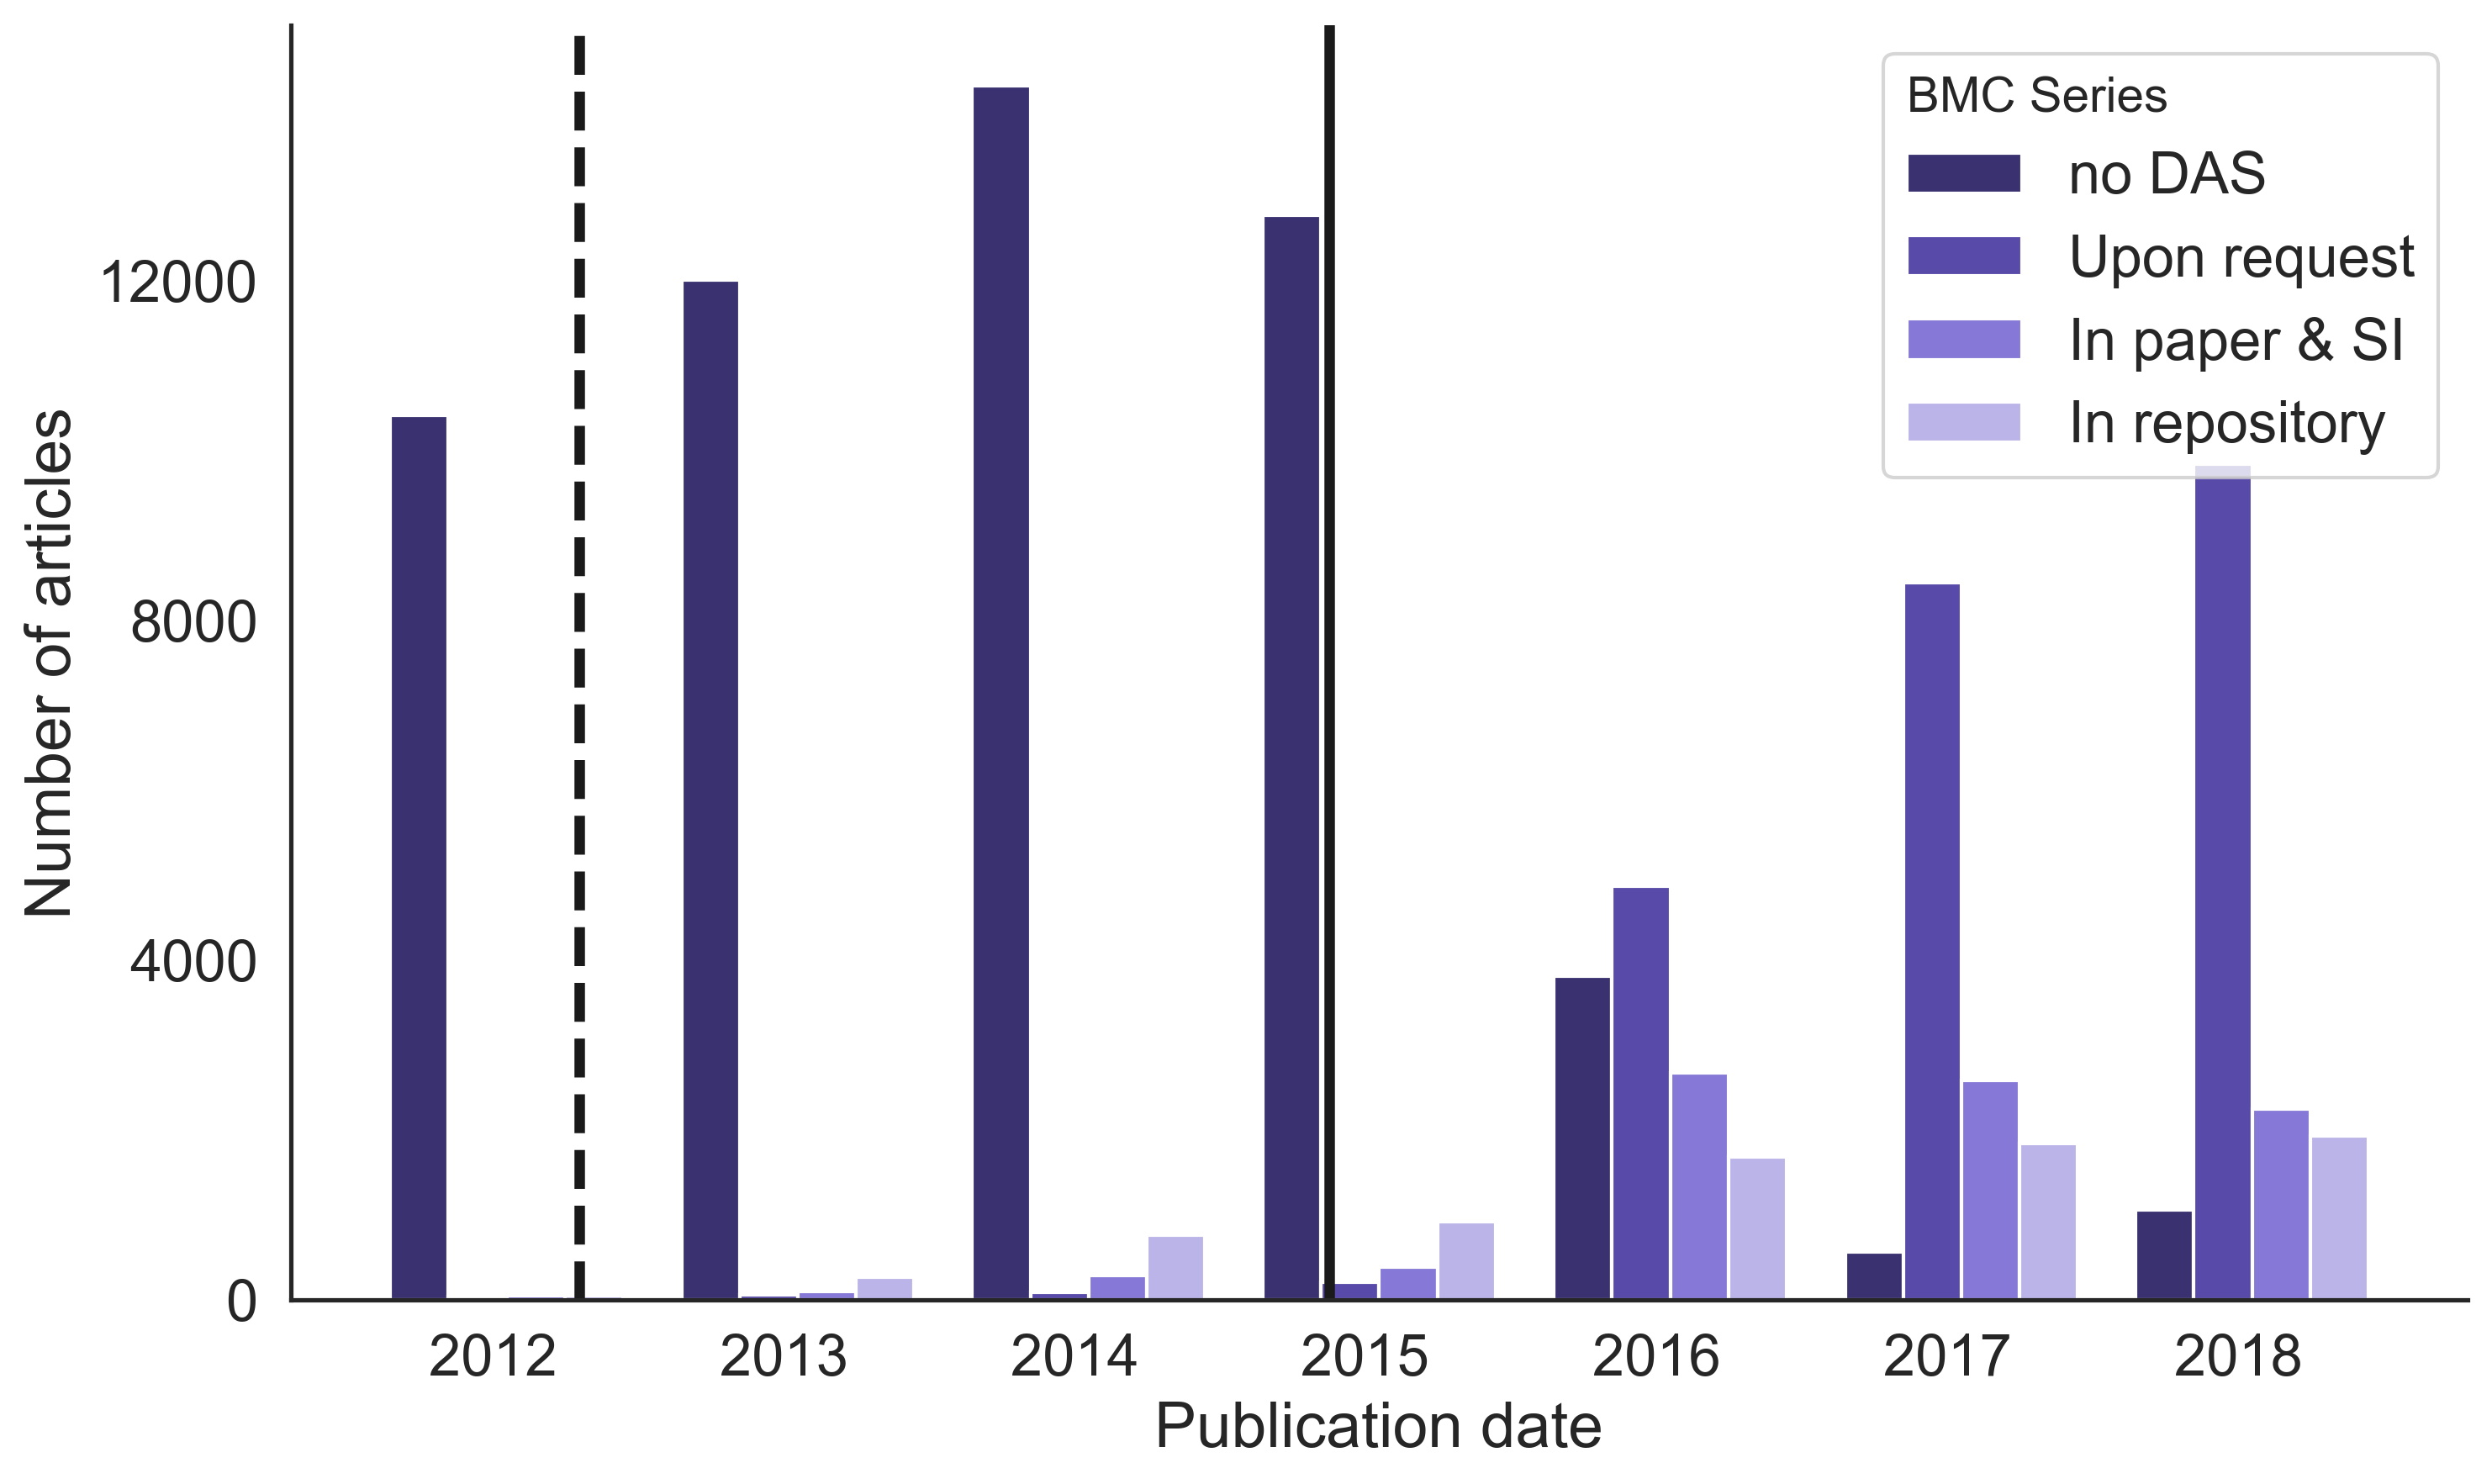 BMC Series
no DAS
Upon request
In paper & SI
In repository
Number of articles
12000
8000
4000
0
2012 2013 2014 2015 2016 2017 2018
Publication date